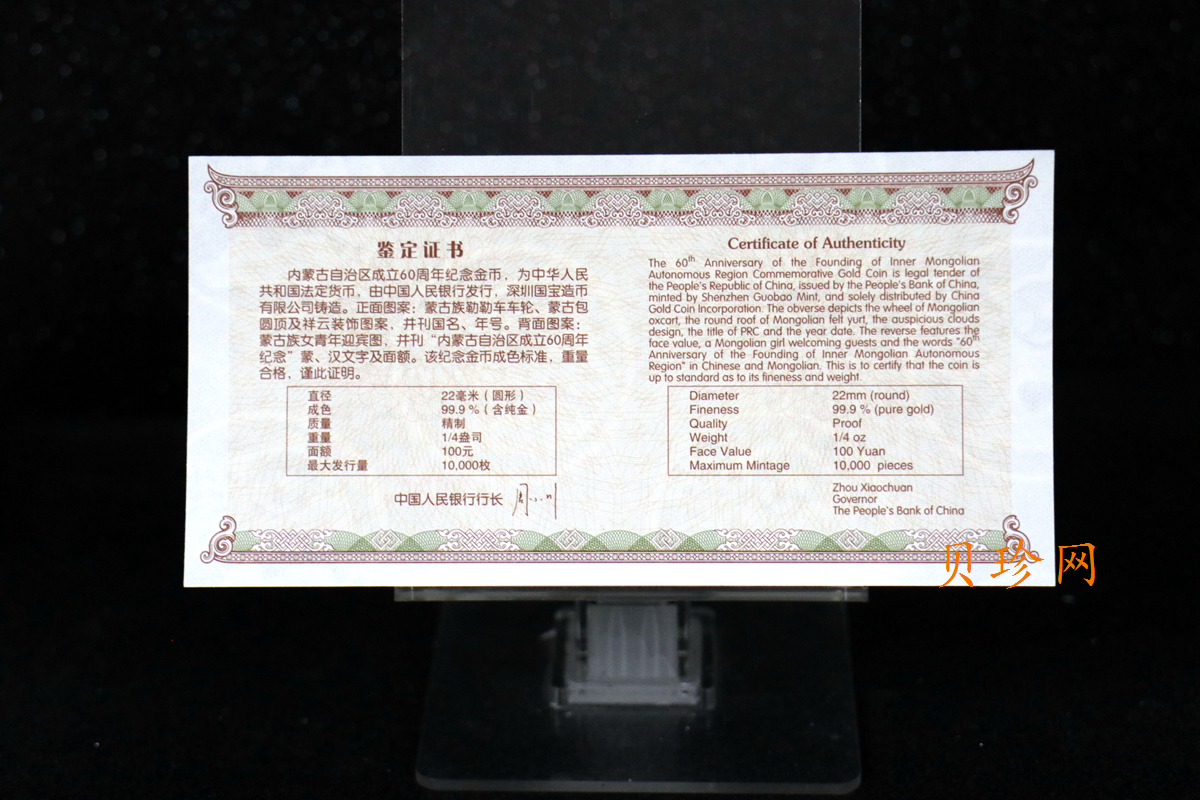 鉴定证书
内蒙古自治区成立60周年纪念金币，为中华人民
共和国法定货币，由中国人民银行发行，深圳国宝造币
有限公司铸造。正面图案：蒙古族勒勒车车轮、蒙古包
圆顶及祥云装饰图案，并刊国名、年号。背面图案：
蒙古族女青年迎宾图，并刊“内蒙古自治区成立60周年
纪念”蒙、汉文字及面额。该纪念金币成色标准，重量
合格，谨此证明。
直径 22毫米（圆形）
成色 99.9％（含纯金）
质量 精制
重量 1/4盎司
面额 100元
最大发行量 10,000枚
中国人民银行行长 周小川
Certificate of Authenticity
The 60th Anniversary of the Founding of Inner Mongolian
Autonomous Region Commemorative Gold Coin is legal tender of
the People's Republic of China, issued by the People's Bank of China,
minted by Shenzhen Guobao Mint, and solely distributed by China
Gold Coin Incorporation. The obverse depicts the wheel of Mongolian
oxcart, the round roof of Mongolian felt yurt, the auspicious clouds
design, the title of PRC and the year date. The reverse features the
face value, a Mongolian girl welcoming guests and the words "60th
Anniversary of the Founding of Inner Mongolian Autonomous
Region" in Chinese and Mongolian. This is to certify that the coin is
up to standard as to its fineness and weight.
Diameter 22mm (round)
Fineness 99.9 % (pure gold)
Quality Proof
Weight 1/4 oz
Face Value 100 Yuan
Maximum Mintage 10,000 pieces
Zhou Xiaochuan
Governor
The People's Bank of China
贝珍网